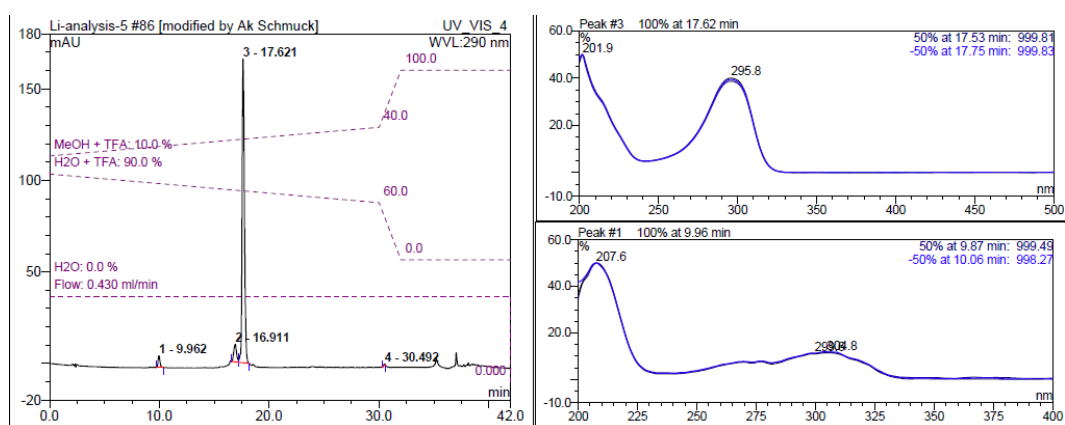 Li-analysis-5 #86 [modified by Ak Schmuck]
UV_VIS_4
180
mAU
WVL:290 nm
3 - 17.621
100.0
150
40.0
MeOH + TFA: 10.0 %
H2O + TFA: 90.0 %
100
60.0
0.0
H2O: 0.0 %
50
Flow: 0.430 ml/min
1 - 9.962
2 - 16.911
4 - 30.492
0.000
-20
min
0.0
10.0
20.0
30.0
42.0
Peak #3 100% at 17.62 min
60.0
%
50% at 17.53 min: 999.81
-50% at 17.75 min: 999.83
201.9
295.8
40.0
20.0
-10.0
nm
200
250
300
350
400
450
500
Peak #1 100% at 9.96 min
60.0
%
50% at 9.87 min: 999.49
-50% at 10.06 min: 998.27
207.6
40.0
20.0
304.8
-10.0
nm
200
225
250
275
300
325
350
375
400